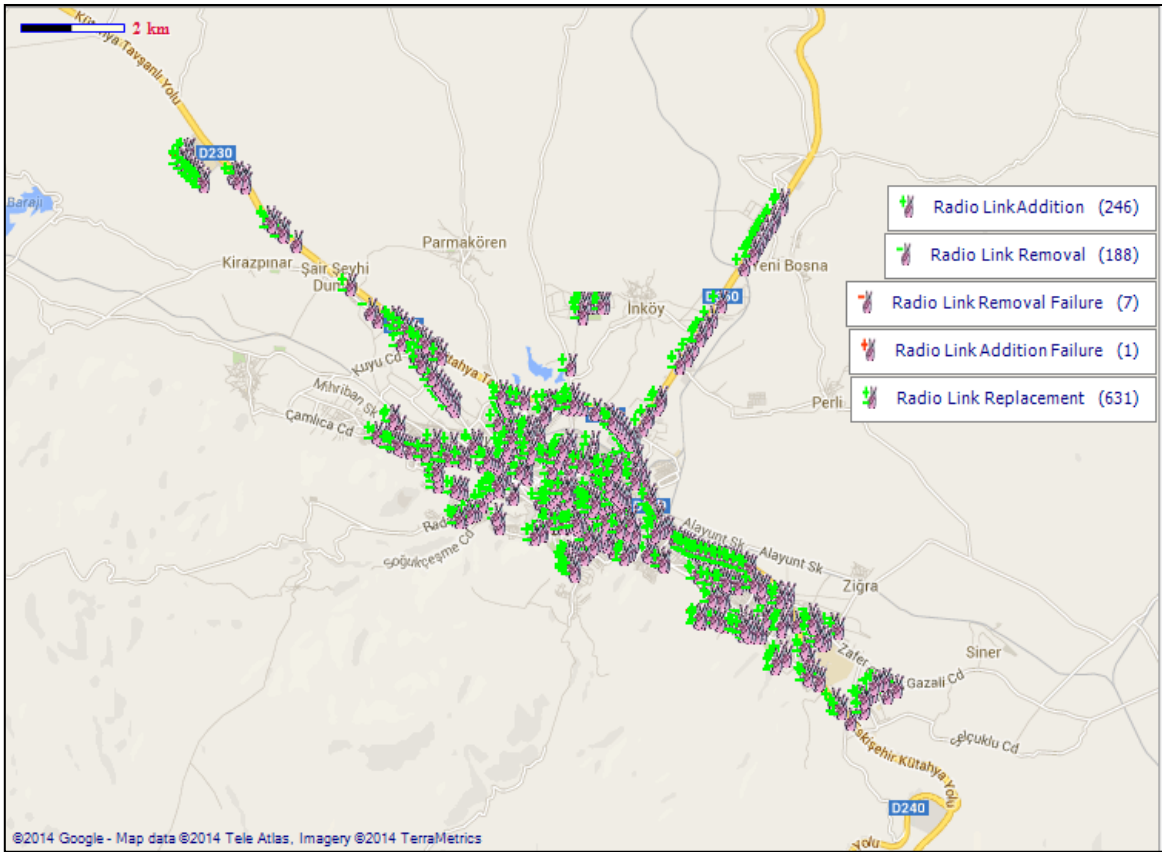 2 km
Kütahya Tavşanlı Yolu
D230
Baraji
Parmakören
Kirazpınar
Şair Şeyhi
Yeni Bosna
İnköy
Radio Link Addition (246)
Radio Link Removal (188)
Radio Link Removal Failure (7)
Radio Link Addition Failure (1)
Radio Link Replacement (631)
Kuyu Cd
Mihriban Sk
Çamlıca Cd
Perli
Soğukçeşme Cd
Alayunt Sk
Alayunt Sk
Ziğra
Siner
Zafer
Gazali Cd
Selçuklu Cd
Eskişehir Kütahya Yolu
D240
Yolu
©2014 Google - Map data ©2014 Tele Atlas, Imagery ©2014 TerraMetrics